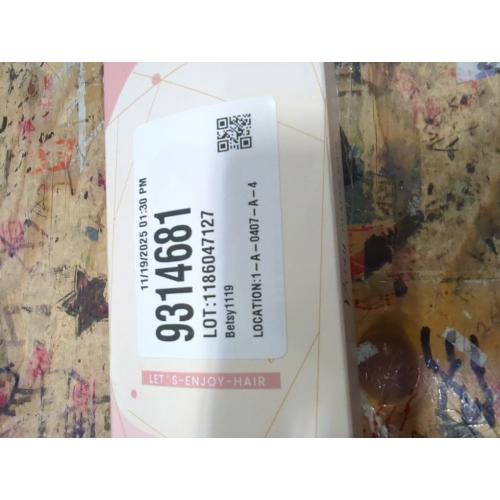 11/19/2025 01:30 PM
9314681
LOT:1186047127
Betsy1119
LOCATION:1-A-0407-A-4
LET'S-ENJOY-HAIR